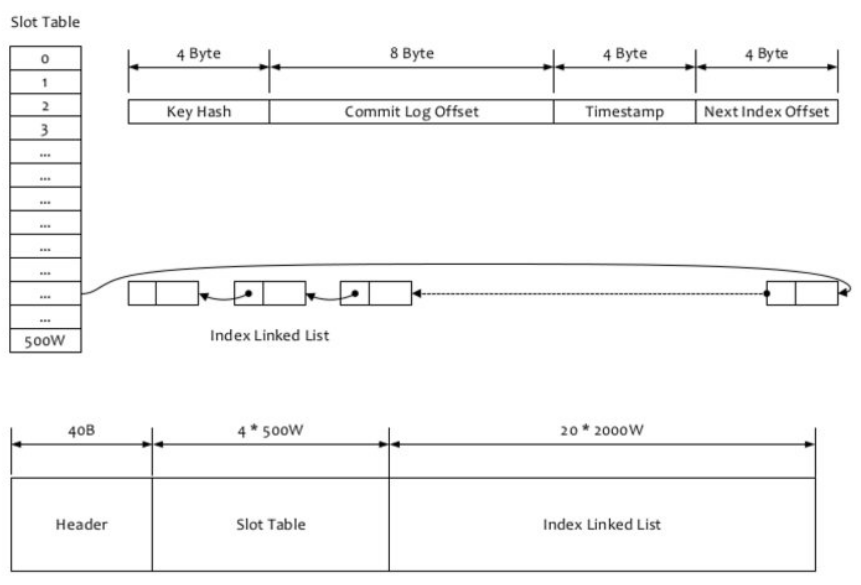 Slot Table
0
1
2
3
...
...
...
...
...
...
...
...
500W
4 Byte 8 Byte 4 Byte 4 Byte
Key Hash Commit Log Offset Timestamp Next Index Offset
Index Linked List
40B 4 * 500W 20 * 2000W
Header Slot Table Index Linked List